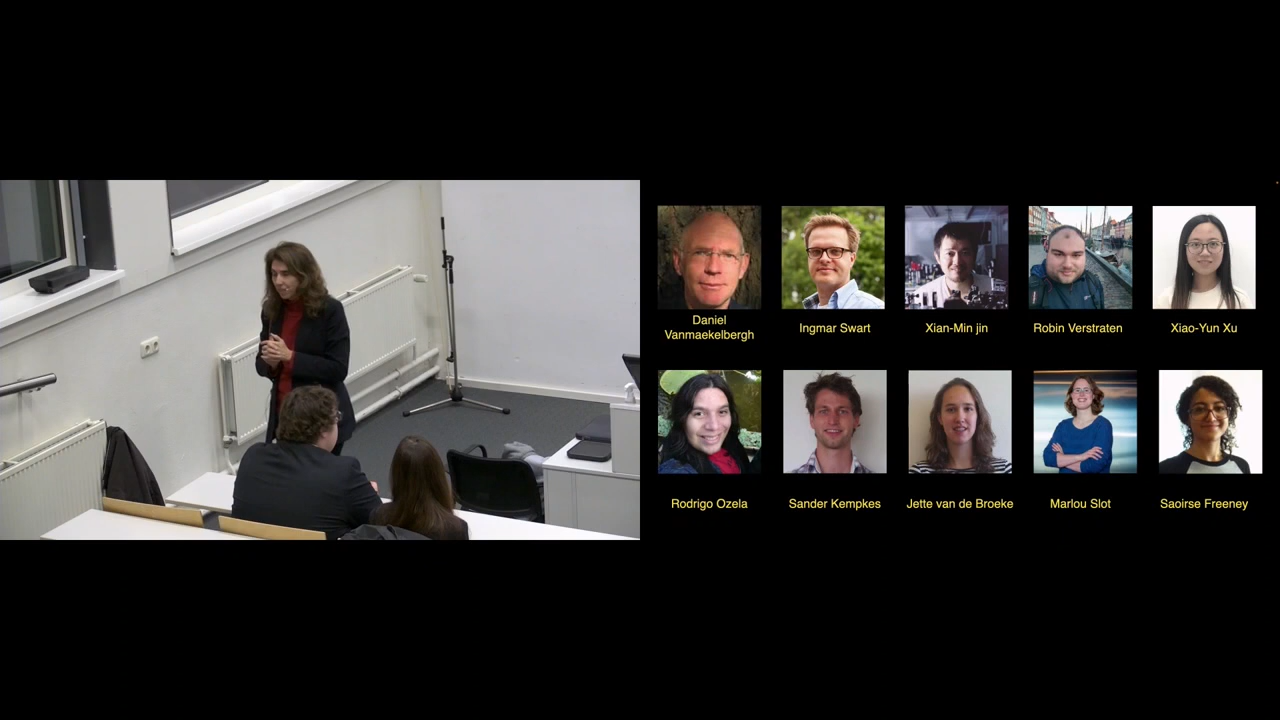 Daniel
Vanmaekelbergh
Ingmar Swart
Xian-Min jin
Robin Verstraten
Xiao-Yun Xu
Rodrigo Ozela
Sander Kempkes
Jette van de Broeke
Marlou Slot
Saoirse Freeney